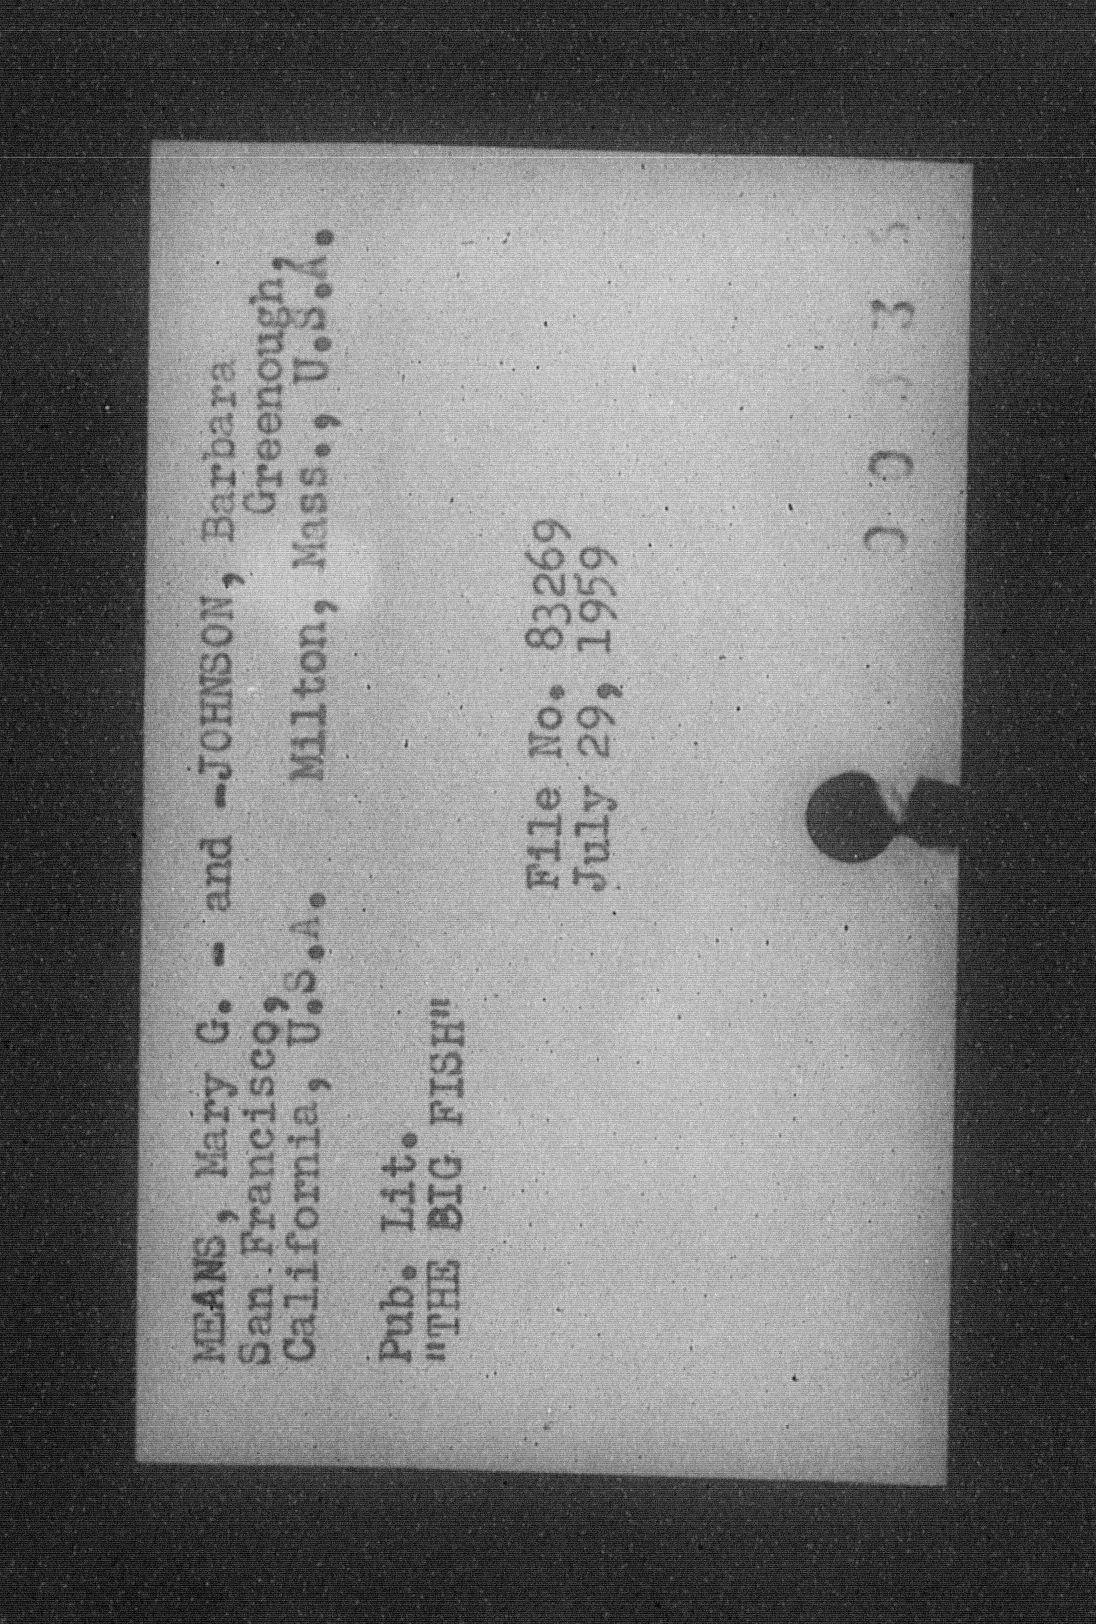 MEANS, Mary G. - and -JOHNSON, Barbara
San Francisco, Greenough,
California, U.S.A. Milton, Mass., U.S.A.
Pub. Lit.
"THE BIG FISH"
File No. 83269
July 29, 1959